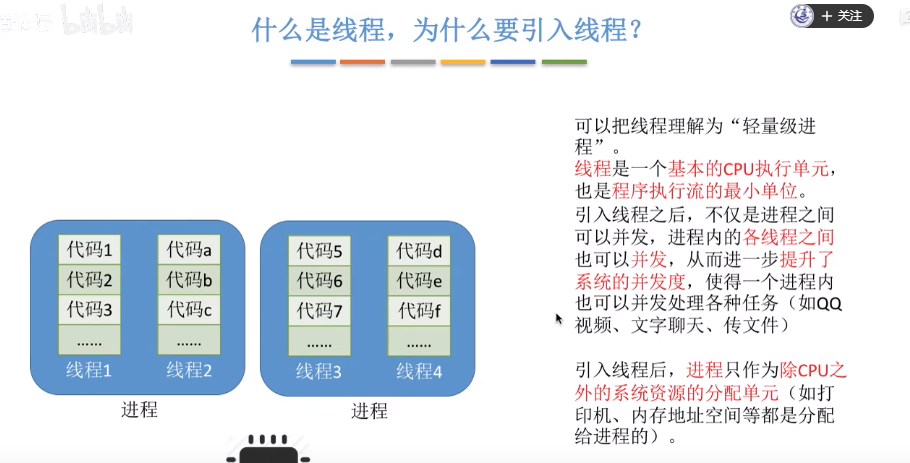 什么是线程，为什么要引入线程？
bilibili
＋ 关注
可以把线程理解为“轻量级进
程”。
线程是一个基本的CPU执行单元，
也是程序执行流的最小单位。
引入线程之后，不仅是进程之间
可以并发，进程内的各线程之间
也可以并发，从而进一步提升了
系统的并发度，使得一个进程内
也可以并发处理各种任务（如QQ
视频、文字聊天、传文件）
引入线程后，进程只作为除CPU之
外的系统资源的分配单元（如打
印机、内存地址空间等都是分配
给进程的）。
代码1 代码a 代码5 代码d
代码2 代码b 代码6 代码e
代码3 代码c 代码7 代码f
…… …… …… ……
线程1 线程2 线程3 线程4
进程 进程